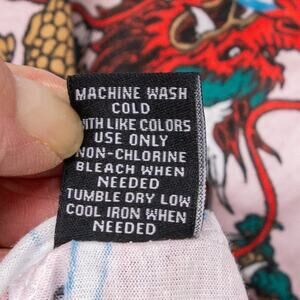 MACHINE WASH
COLD
WITH LIKE COLORS
USE ONLY
NON-CHLORINE
BLEACH WHEN
NEEDED
TUMBLE DRY LOW
COOL IRON WHEN
NEEDED